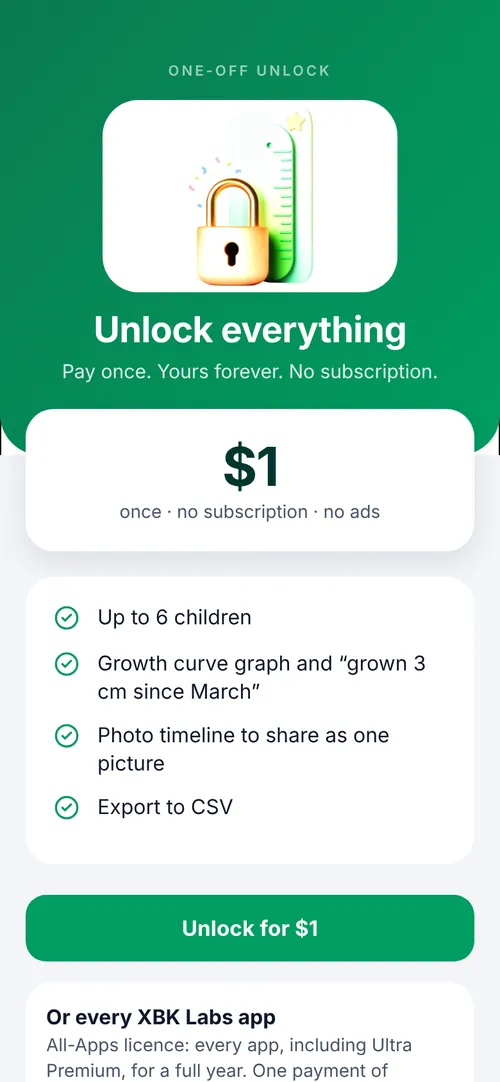 ONE-OFF UNLOCK
Unlock everything
Pay once. Yours forever. No subscription.
$1
once · no subscription · no ads
Up to 6 children
Growth curve graph and “grown 3
cm since March”
Photo timeline to share as one
picture
Export to CSV
Unlock for $1
Or every XBK Labs app
All-Apps licence: every app, including Ultra
Premium, for a full year. One payment of